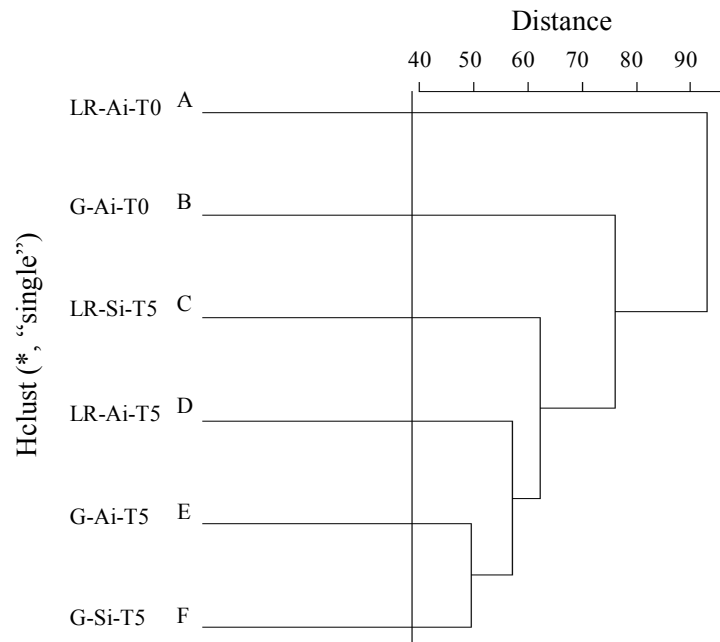 Distance
40 50 60 70 80 90
LR-Ai-T0 A
G-Ai-T0 B
LR-Si-T5 C
LR-Ai-T5 D
G-Ai-T5 E
G-Si-T5 F
Hclust (*, “single”)